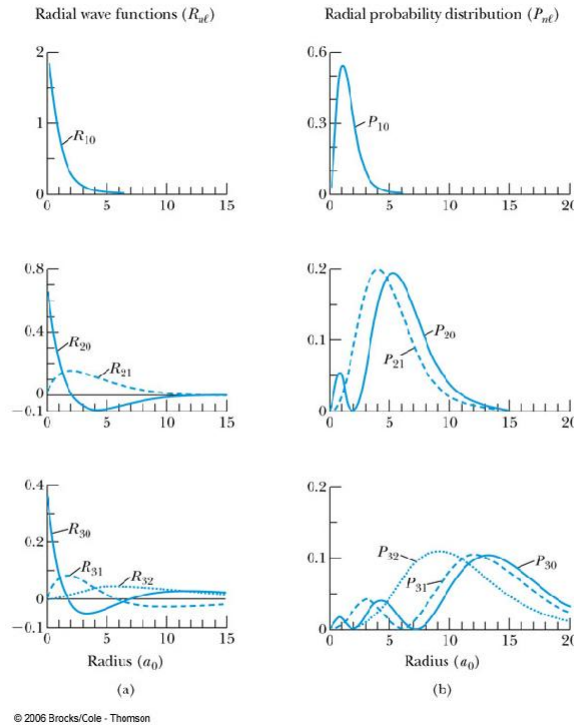 Radial wave functions (Rnℓ)
Radial probability distribution (Pnℓ)
2
1
0
R10
0 5 10 15
0.6
0.3
0
P10
0 5 10 15 20
0.8
0.4
0
−0.1
R20
R21
0 5 10 15
0.2
0.1
0
P20
P21
0 5 10 15 20
0.4
0.2
0
−0.1
R30
R31
R32
0 5 10 15
Radius (a0)
(a)
0.2
0.1
0
P32
P31
P30
0 5 10 15 20
Radius (a0)
(b)
© 2006 Brooks/Cole - Thomson